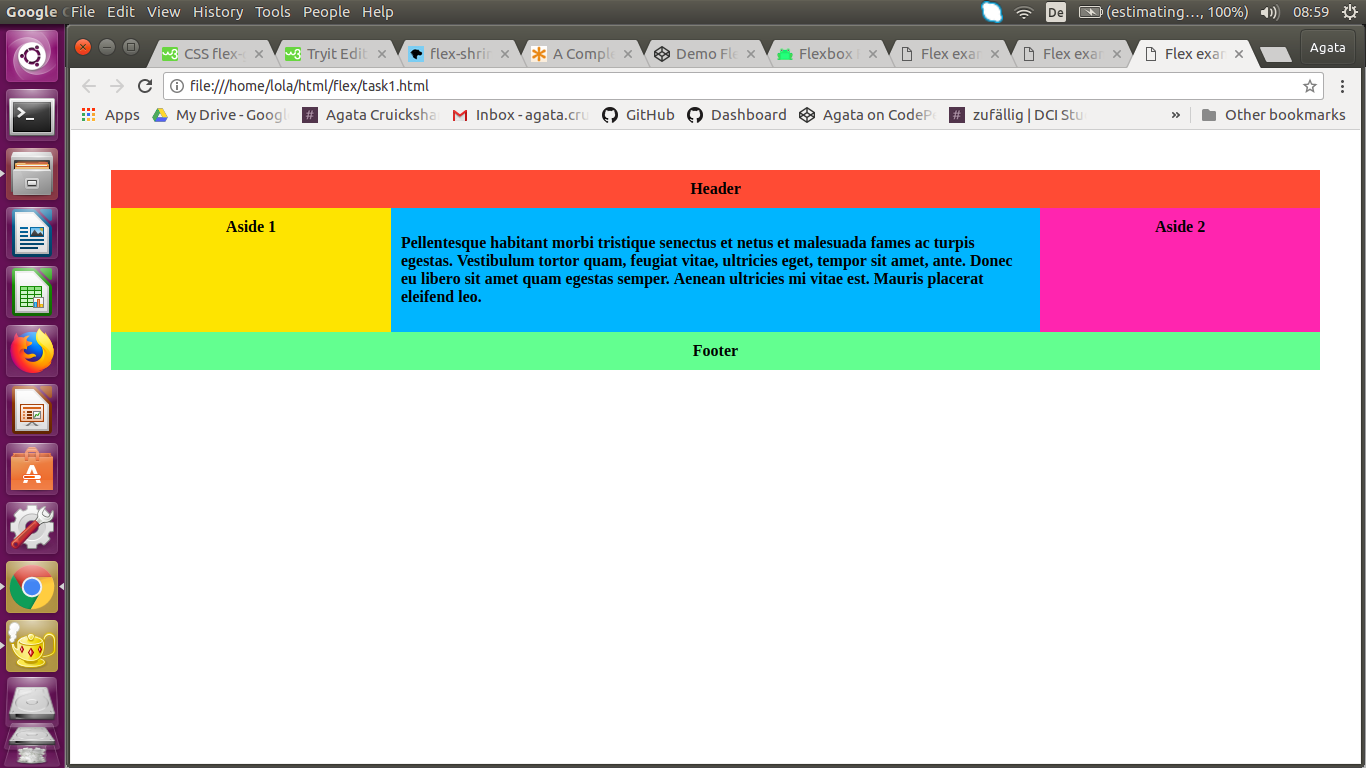 Google File Edit View History Tools People Help
De (estimating..., 100%) 08:59
CSS flex- Tryit Edit flex-shrin A Comple Demo Fle Flexbox Flex exam Flex exam Flex exam Agata
file:///home/lola/html/flex/task1.html
Apps My Drive - Googl Agata Cruicksha Inbox - agata.cru GitHub Dashboard Agata on CodeP zufällig | DCI Stu » Other bookmarks
Header
Aside 1
Pellentesque habitant morbi tristique senectus et netus et malesuada fames ac turpis
egestas. Vestibulum tortor quam, feugiat vitae, ultricies eget, tempor sit amet, ante. Donec
eu libero sit amet quam egestas semper. Aenean ultricies mi vitae est. Mauris placerat
eleifend leo.
Aside 2
Footer